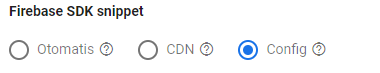 Firebase SDK snippet
Otomatis ? CDN ? Config ?